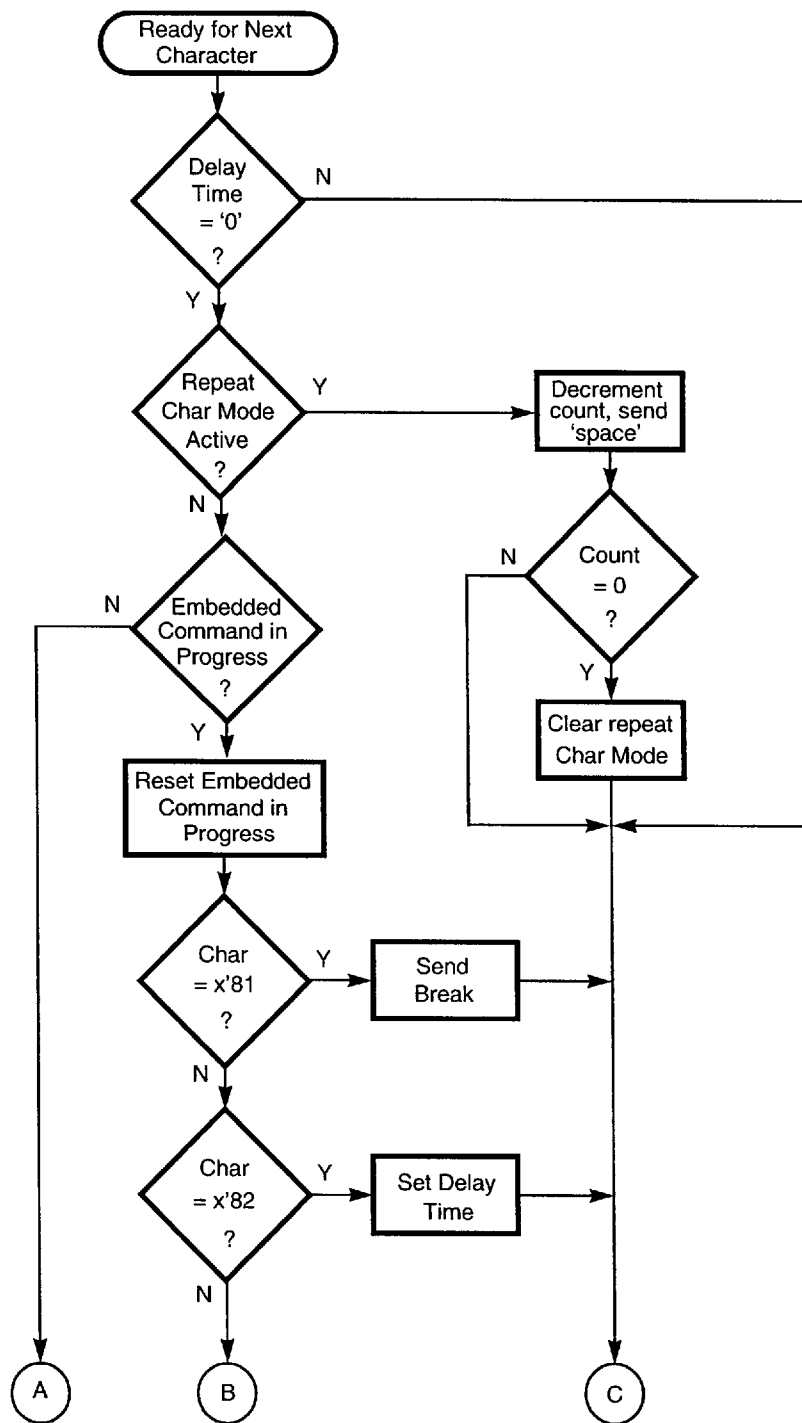 Ready for Next
Character
Delay
Time
= ‘0’
?
N
Y
Repeat
Char Mode
Active
?
Y
N
Decrement
count, send
‘space’
Count
= 0
?
N
Y
Clear repeat
Char Mode
Embedded
Command in
Progress
?
N
Y
Reset Embedded
Command in
Progress
Char
= x’81
?
Y
N
Send
Break
Char
= x’82
?
Y
N
Set Delay
Time
A
B
C